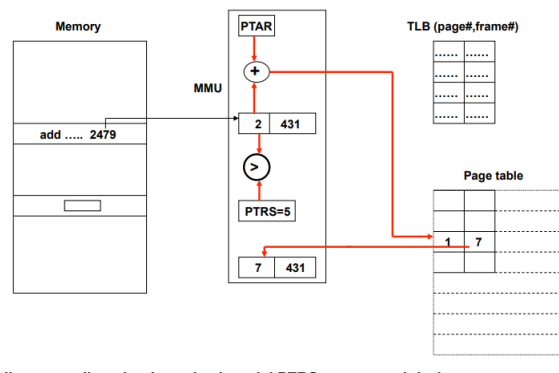 Memory
PTAR
TLB (page#,frame#)
...... ......
...... ......
...... ......
...... ......
+
MMU
add ..... 2479
2 431
>
PTRS=5
Page table
1 7
7 431